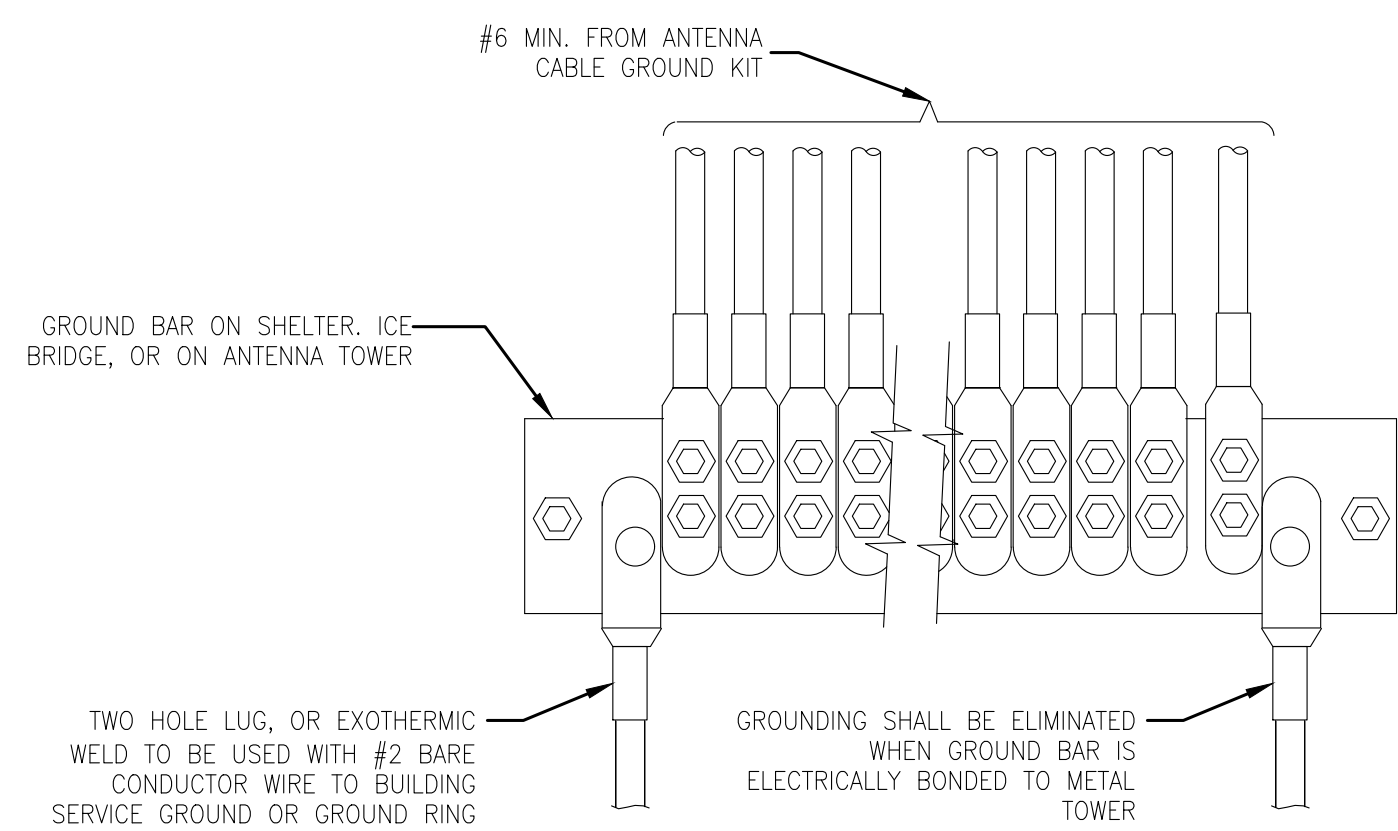 #6 MIN. FROM ANTENNA
CABLE GROUND KIT
GROUND BAR ON SHELTER. ICE
BRIDGE, OR ON ANTENNA TOWER
TWO HOLE LUG, OR EXOTHERMIC
WELD TO BE USED WITH #2 BARE
CONDUCTOR WIRE TO BUILDING
SERVICE GROUND OR GROUND RING
GROUNDING SHALL BE ELIMINATED
WHEN GROUND BAR IS
ELECTRICALLY BONDED TO METAL
TOWER